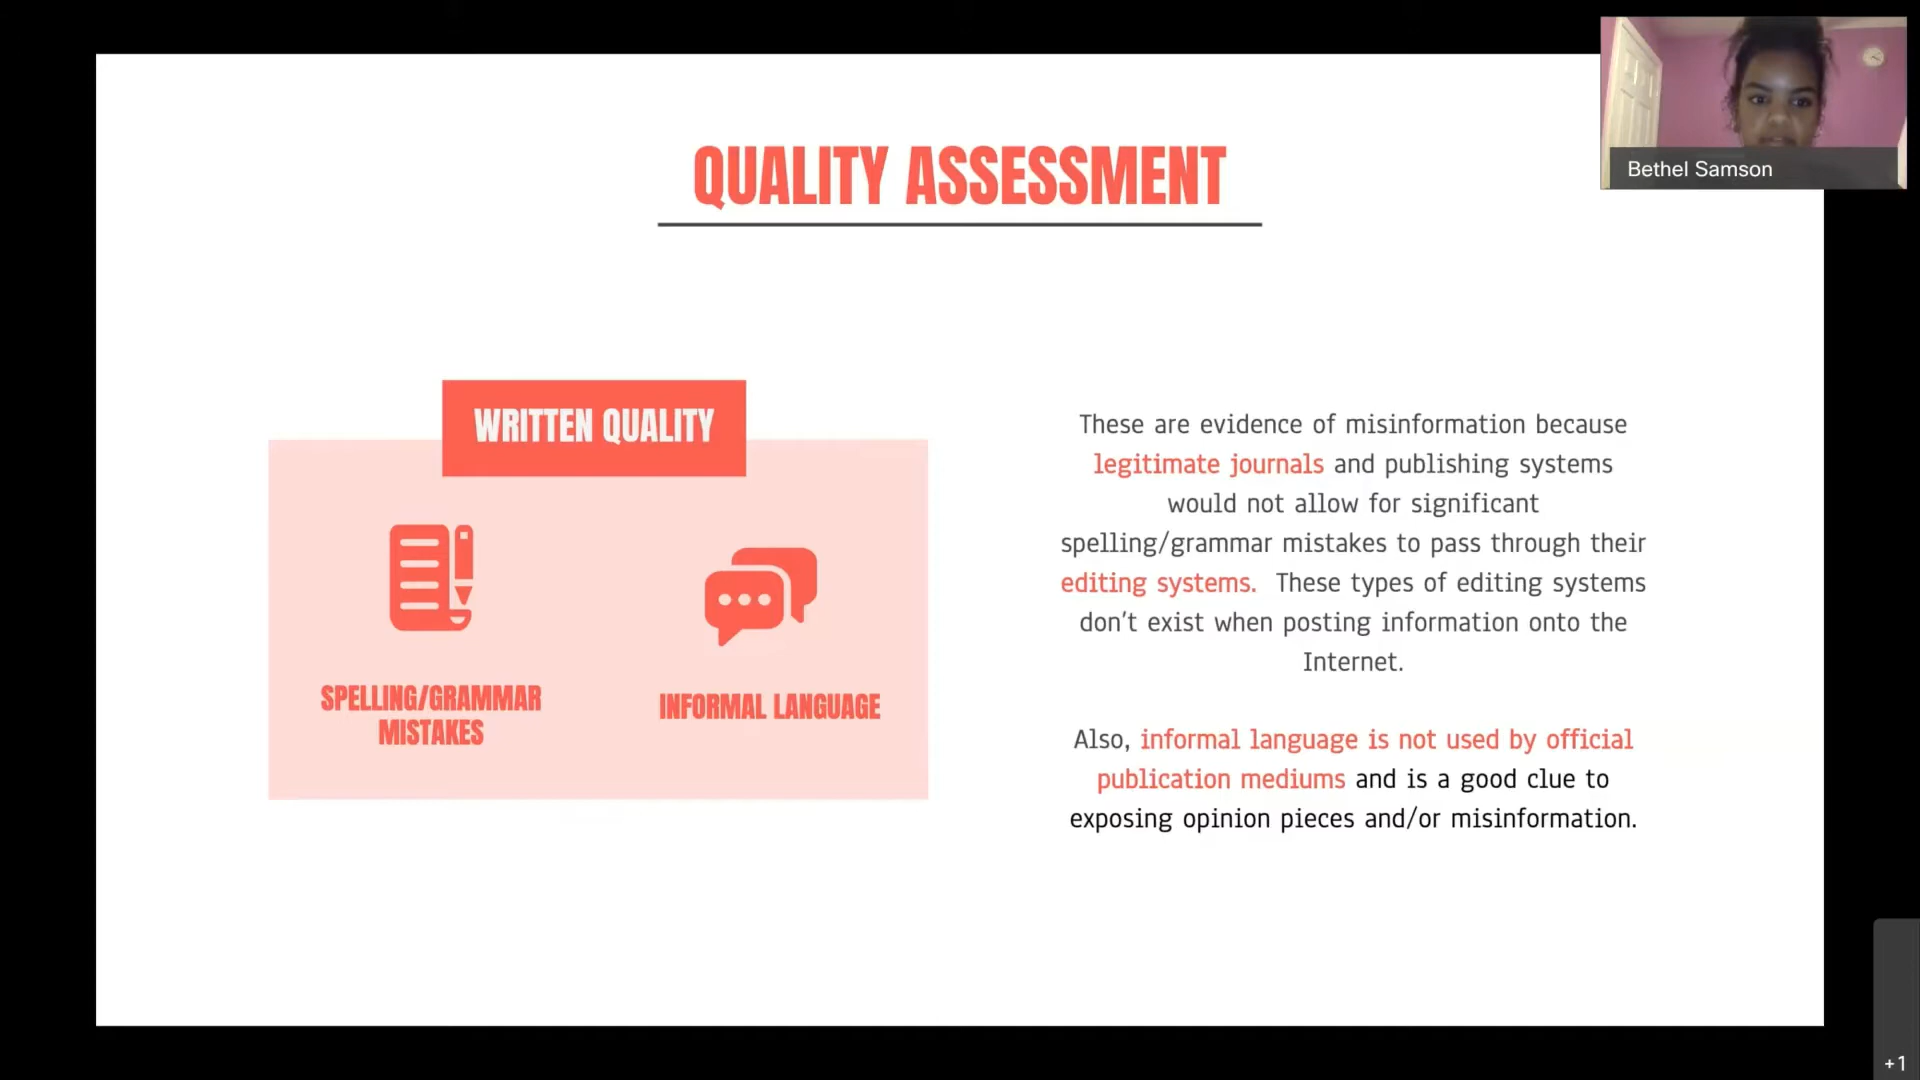 QUALITY ASSESSMENT
Bethel Samson
WRITTEN QUALITY
SPELLING/GRAMMAR
MISTAKES
INFORMAL LANGUAGE
These are evidence of misinformation because
legitimate journals and publishing systems
would not allow for significant
spelling/grammar mistakes to pass through their
editing systems. These types of editing systems
don't exist when posting information onto the
Internet.
Also, informal language is not used by official
publication mediums and is a good clue to
exposing opinion pieces and/or misinformation.
+1